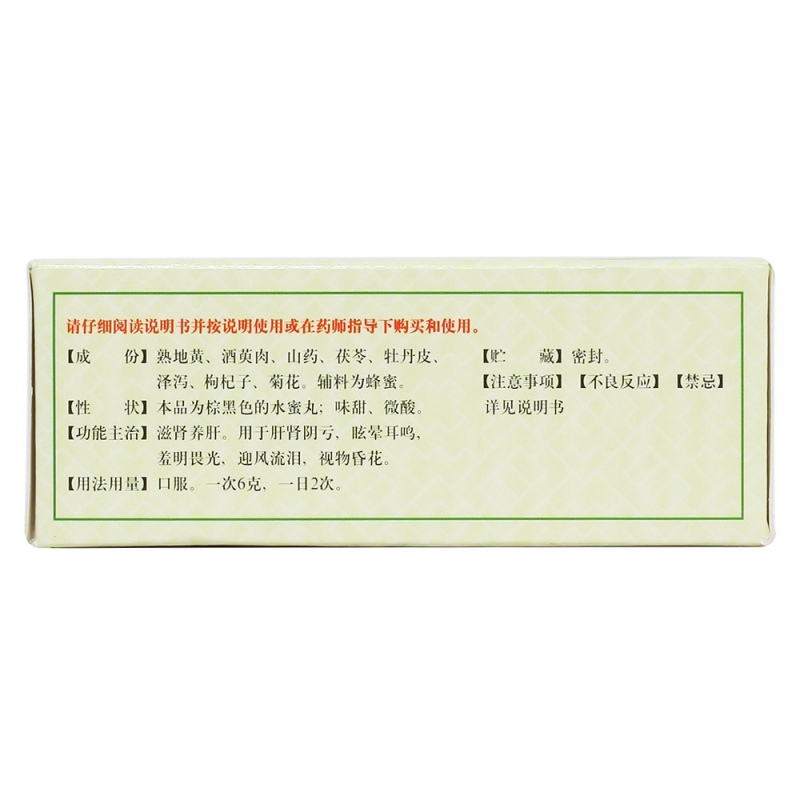 请仔细阅读说明书并按说明使用或在药师指导下购买和使用。
【成 份】熟地黄、酒萸肉、山药、茯苓、牡丹皮、
泽泻、枸杞子、菊花。辅料为蜂蜜。
【性 状】本品为棕黑色的水蜜丸；味甜、微酸。
【功能主治】滋肾养肝。用于肝肾阴亏，眩晕耳鸣，
羞明畏光，迎风流泪，视物昏花。
【用法用量】口服。一次6克，一日2次。
【贮 藏】密封。
【注意事项】【不良反应】【禁忌】
详见说明书